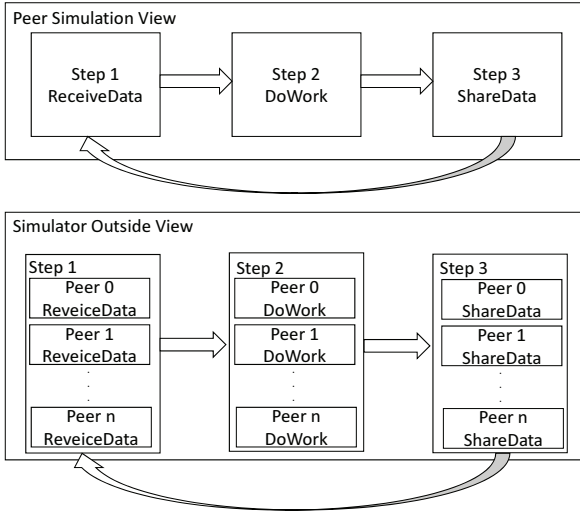 Peer Simulation View
Step 1
ReceiveData
Step 2
DoWork
Step 3
ShareData
Simulator Outside View
Step 1
Peer 0
ReveiceData
Peer 1
ReveiceData
.
.
.
Peer n
ReveiceData
Step 2
Peer 0
DoWork
Peer 1
DoWork
.
.
.
Peer n
DoWork
Step 3
Peer 0
ShareData
Peer 1
ShareData
.
.
.
Peer n
ShareData